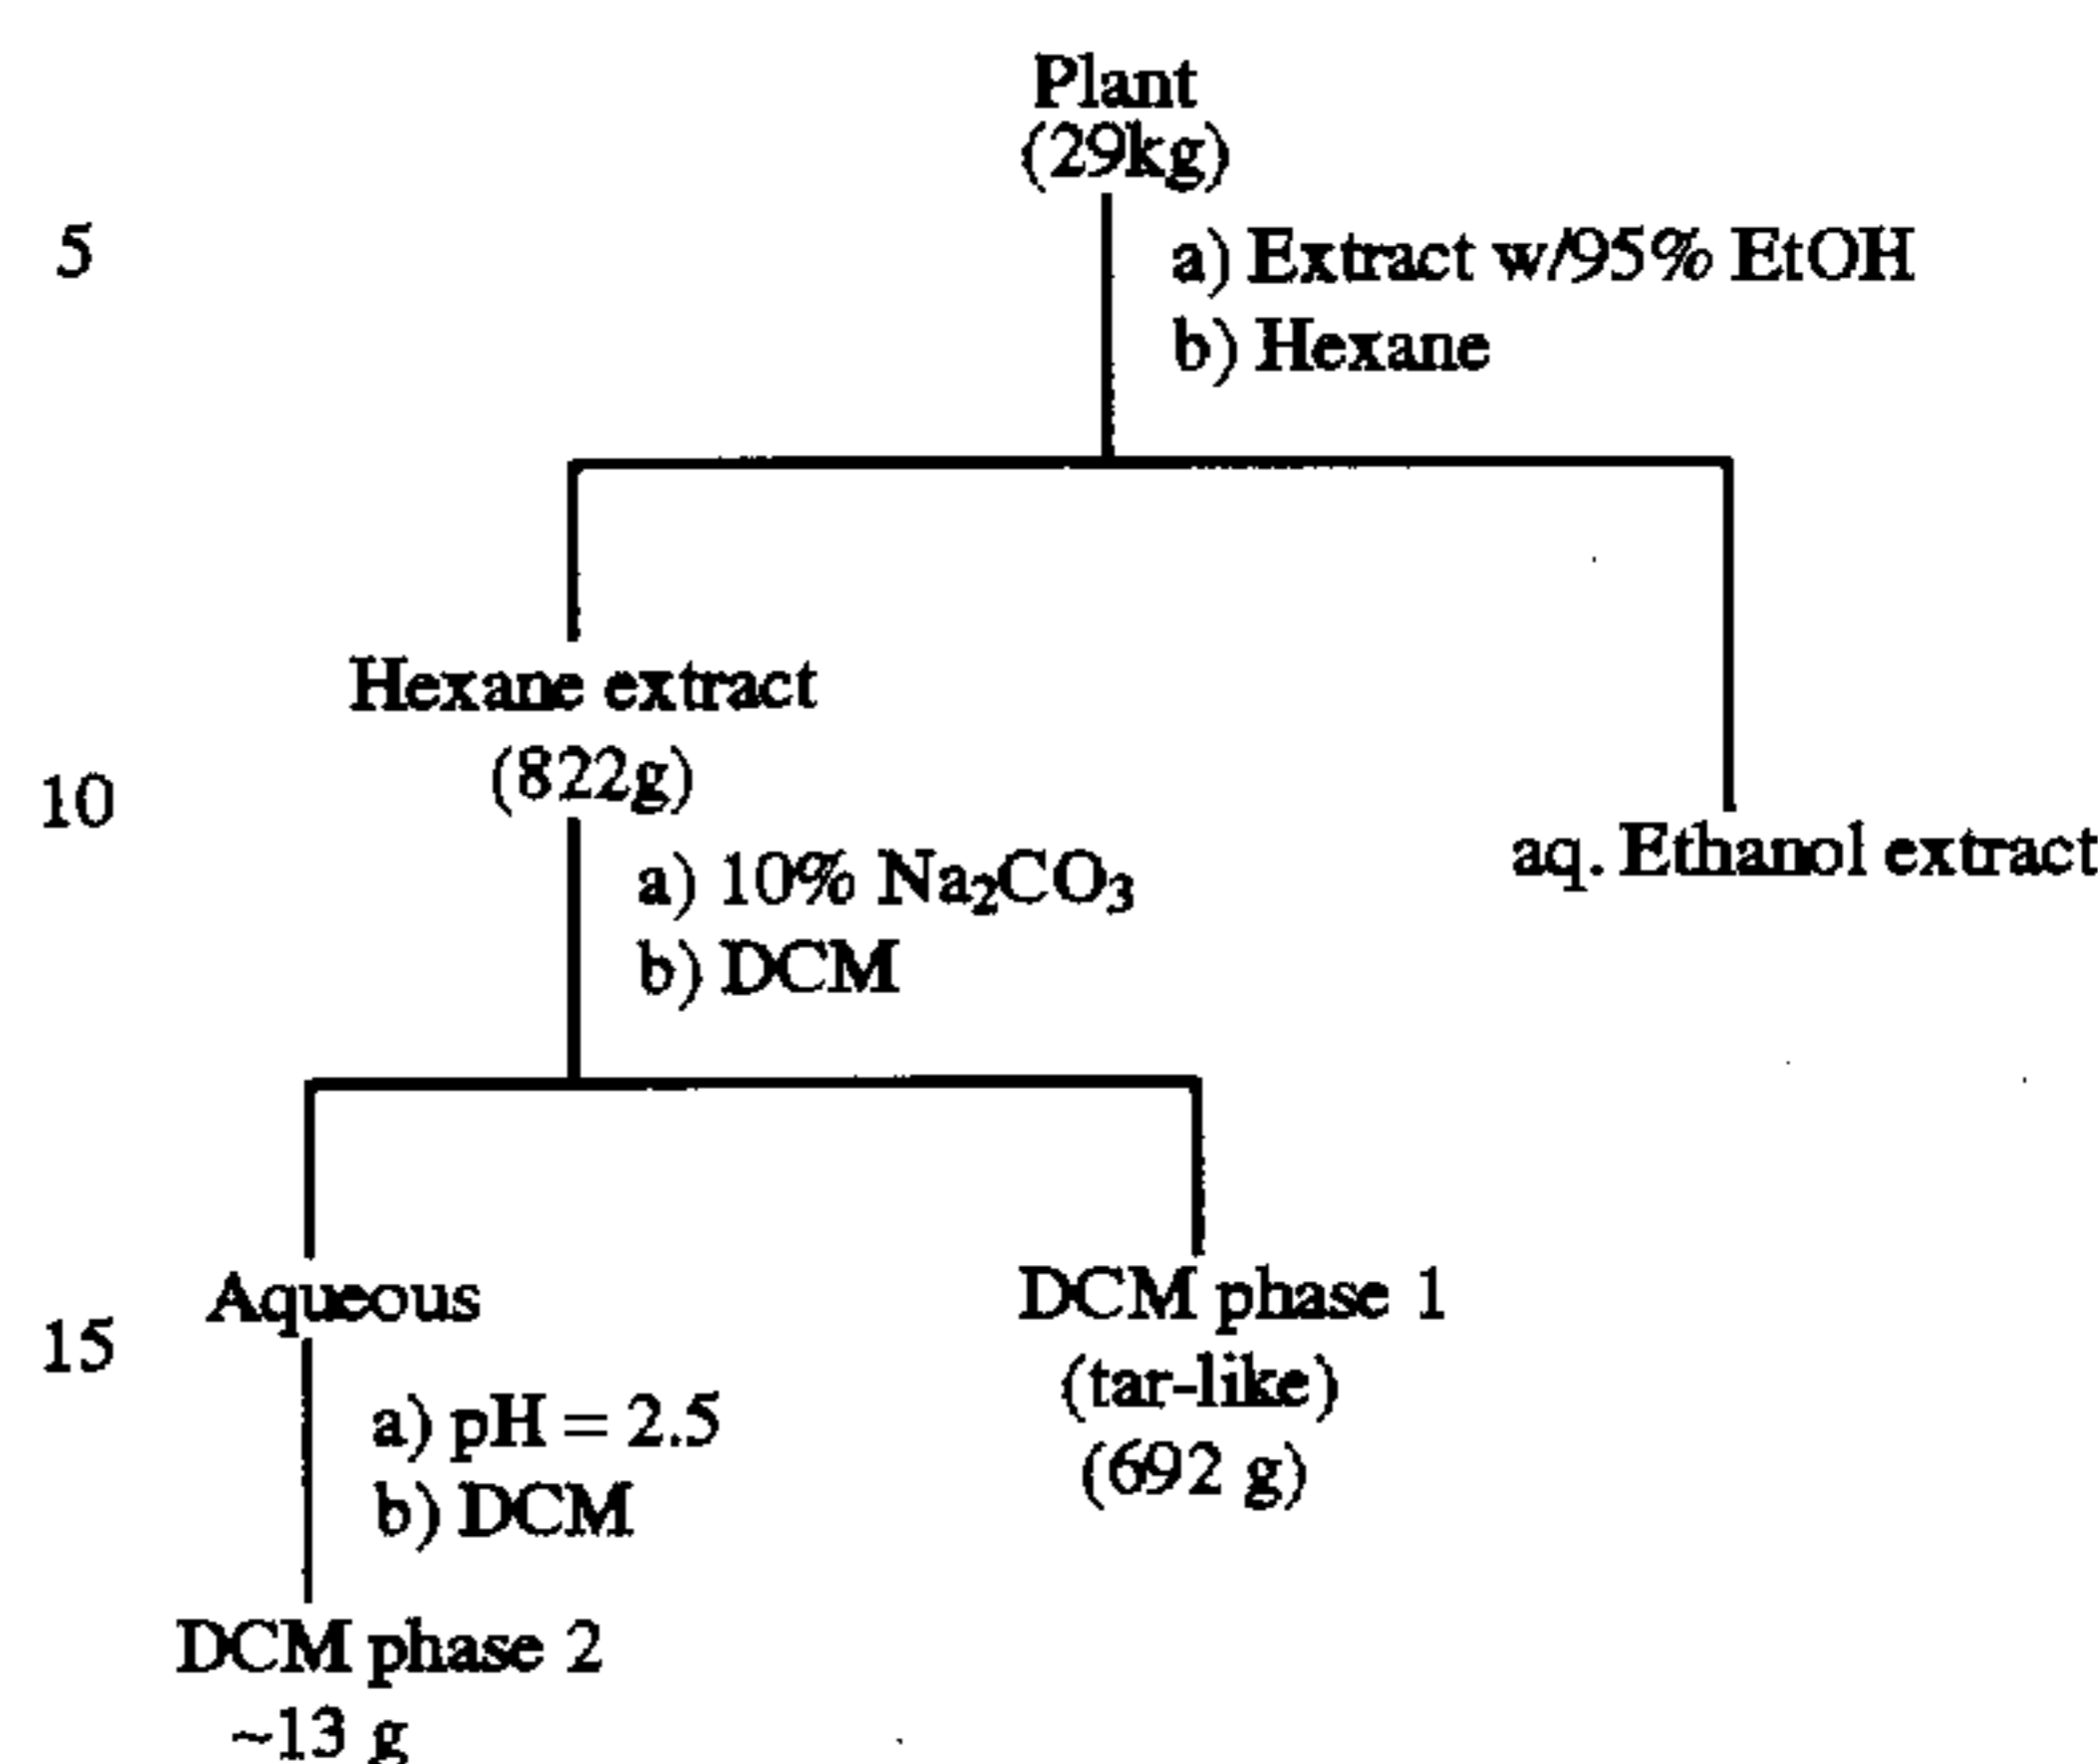 Plant
(29kg)
5
a) Extract w/95% EtOH
b) Hexane
Hexane extract
(822g)
10
aq. Ethanol extract
a) 10% Na₂CO₃
b) DCM
Aqueous
DCM phase 1
15
(tar-like)
(692 g)
a) pH = 2.5
b) DCM
DCM phase 2
~13 g